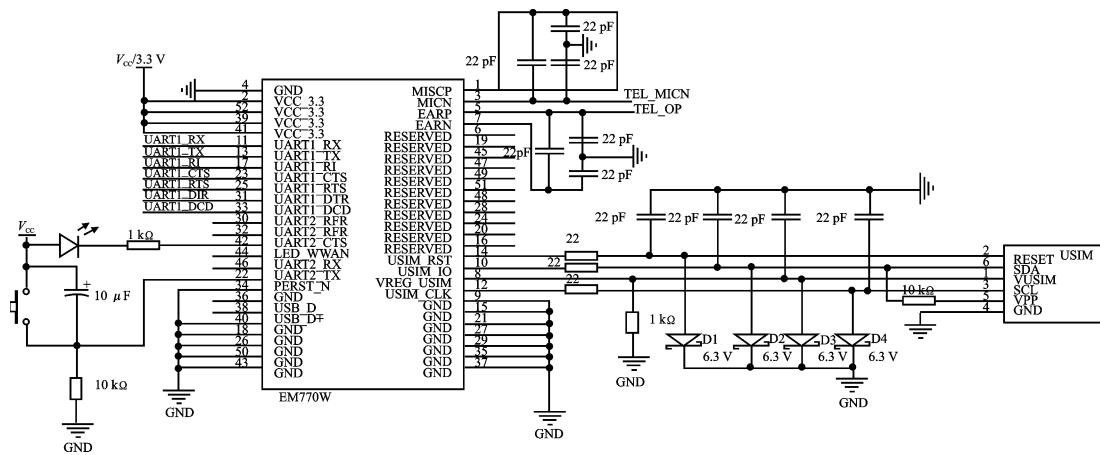 22 pF
22 pF
22 pF
V_CC/3.3 V
4 GND
2 VCC_3.3
52 VCC_3.3
39 VCC_3.3
41 VCC_3.3
UART1_RX 11 UART1_RX
UART1_TX 13 UART1_TX
UART1_RI 17 UART1_RI
UART1_CTS 23 UART1_CTS
UART1_RTS 25 UART1_RTS
UART1_DIR 31 UART1_DTR
UART1_DCD 33 UART1_DCD
30 UART2_RFR
32 UART2_RFR
42 UART2_CTS
44 LED_WWAN
46 UART2_RX
22 UART2_TX
34 PERST_N
36 GND
38 USB_D
40 USB_D+
18 GND
26 GND
50 GND
43 GND
GND
EM770W
MISCP 1
MICN 3 TEL_MICN
EARP 5 TEL_OP
EARN 7
RESERVED 6
RESERVED 19
RESERVED 45
RESERVED 47
RESERVED 49
RESERVED 51
RESERVED 48
RESERVED 28
RESERVED 24
RESERVED 20
RESERVED 16
USIM_RST 14
USIM_IO 10
VREG_USIM 8
USIM_CLK 12
GND 9
GND 15
GND 21
GND 27
GND 29
GND 35
GND 37
GND
22pF
22 pF
22 pF
22 pF
22 pF
22 pF
22 pF
22
22
22
1 kΩ
GND
10 kΩ
D1
6.3 V
D2
6.3 V
D3
6.3 V
D4
6.3 V
GND
USIM
2 RESET
6 SDA
1 VUSIM
3 SCL
5 VPP
4 GND
V_CC
1 kΩ
+
10 μF
10 kΩ
GND